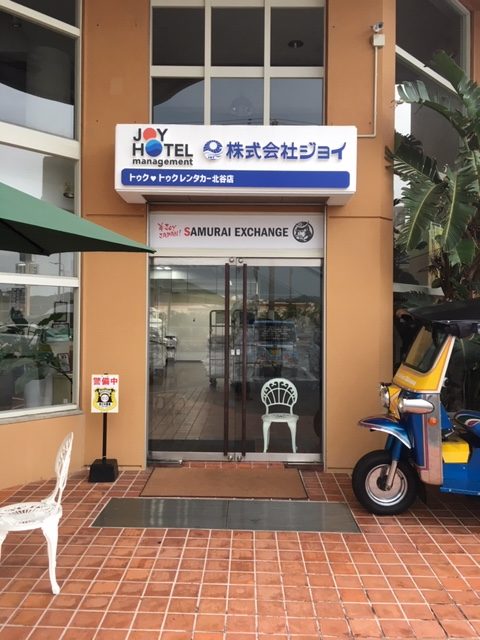 JOY
HOTEL
management
株式会社ジョイ
トゥク♥トゥクレンタカー北谷店
JOY
JAPAN!
SAMURAI EXCHANGE
警備中